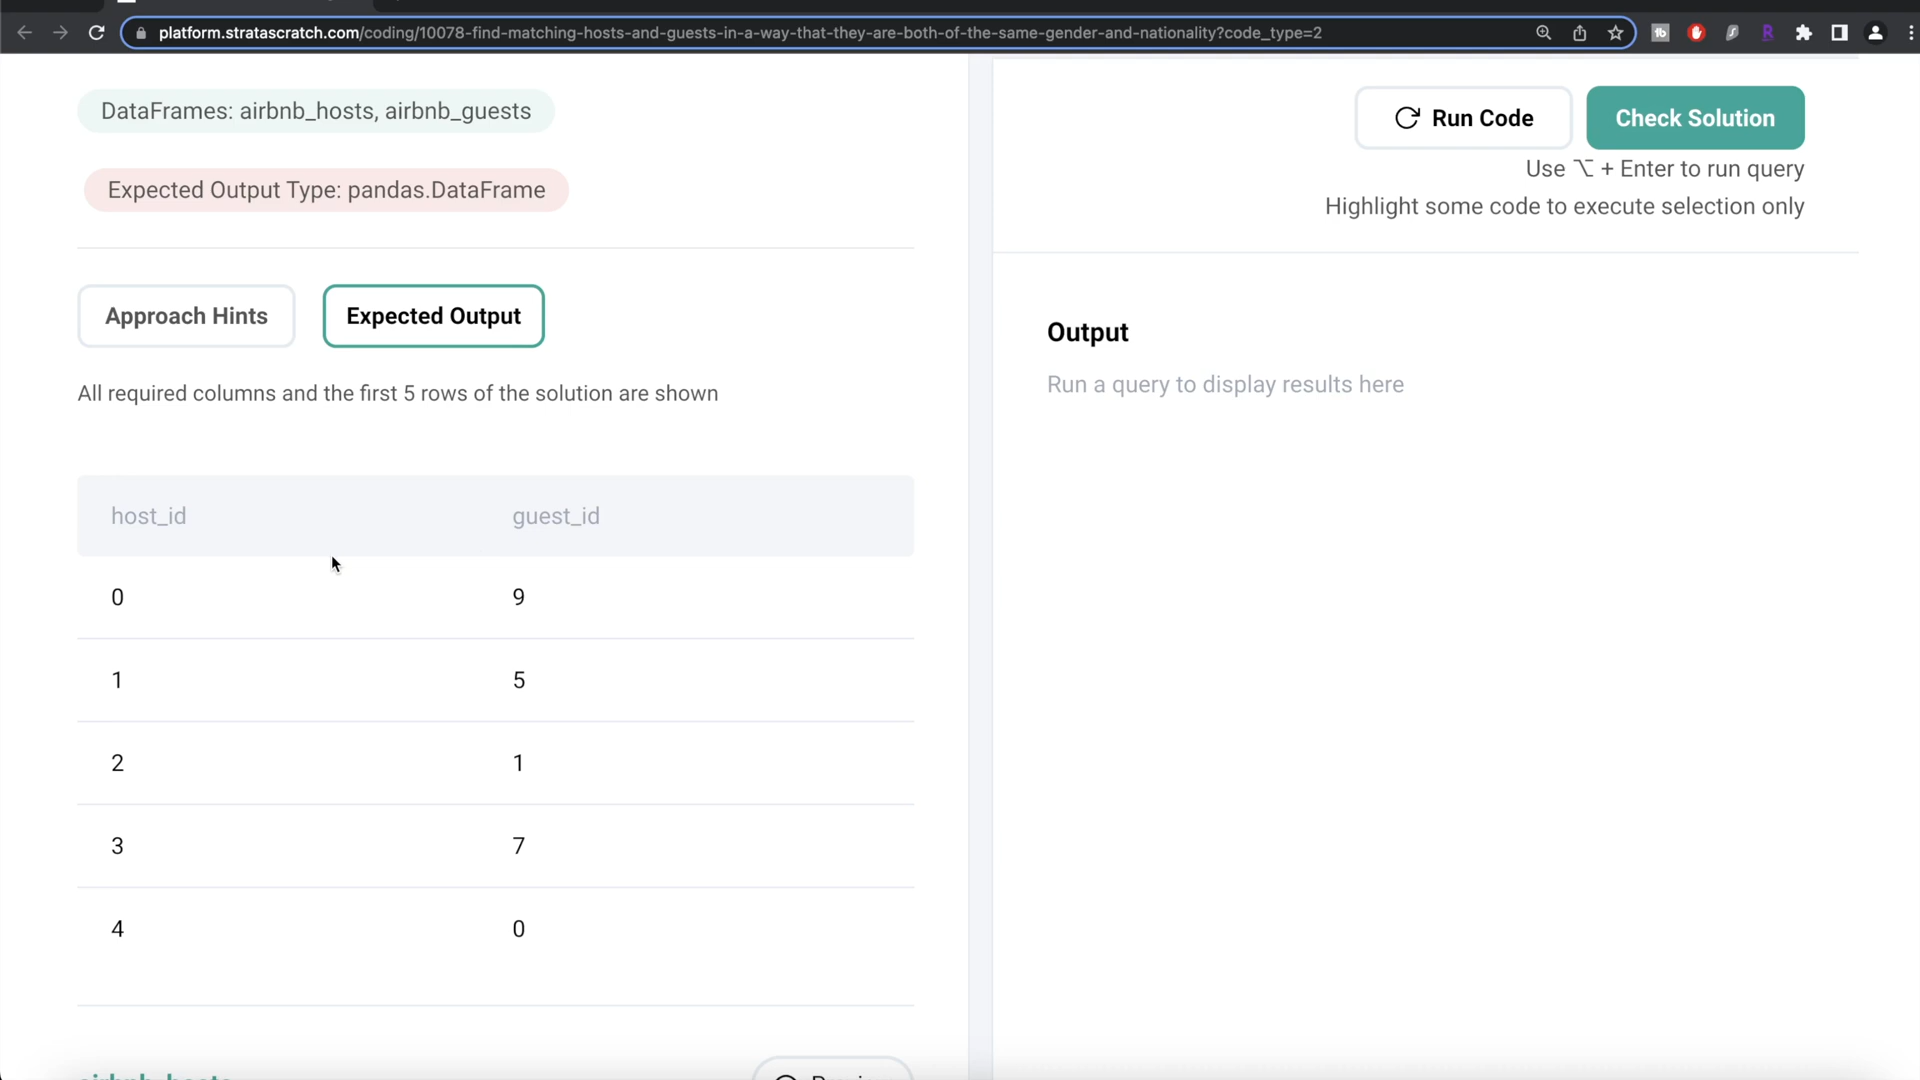 platform.stratascratch.com/coding/10078-find-matching-hosts-and-guests-in-a-way-that-they-are-both-of-the-same-gender-and-nationality?code_type=2
DataFrames: airbnb_hosts, airbnb_guests
Expected Output Type: pandas.DataFrame
Approach Hints
Expected Output
All required columns and the first 5 rows of the solution are shown
host_id guest_id
0 9
1 5
2 1
3 7
4 0
Run Code
Check Solution
Use ⌥ + Enter to run query
Highlight some code to execute selection only
Output
Run a query to display results here